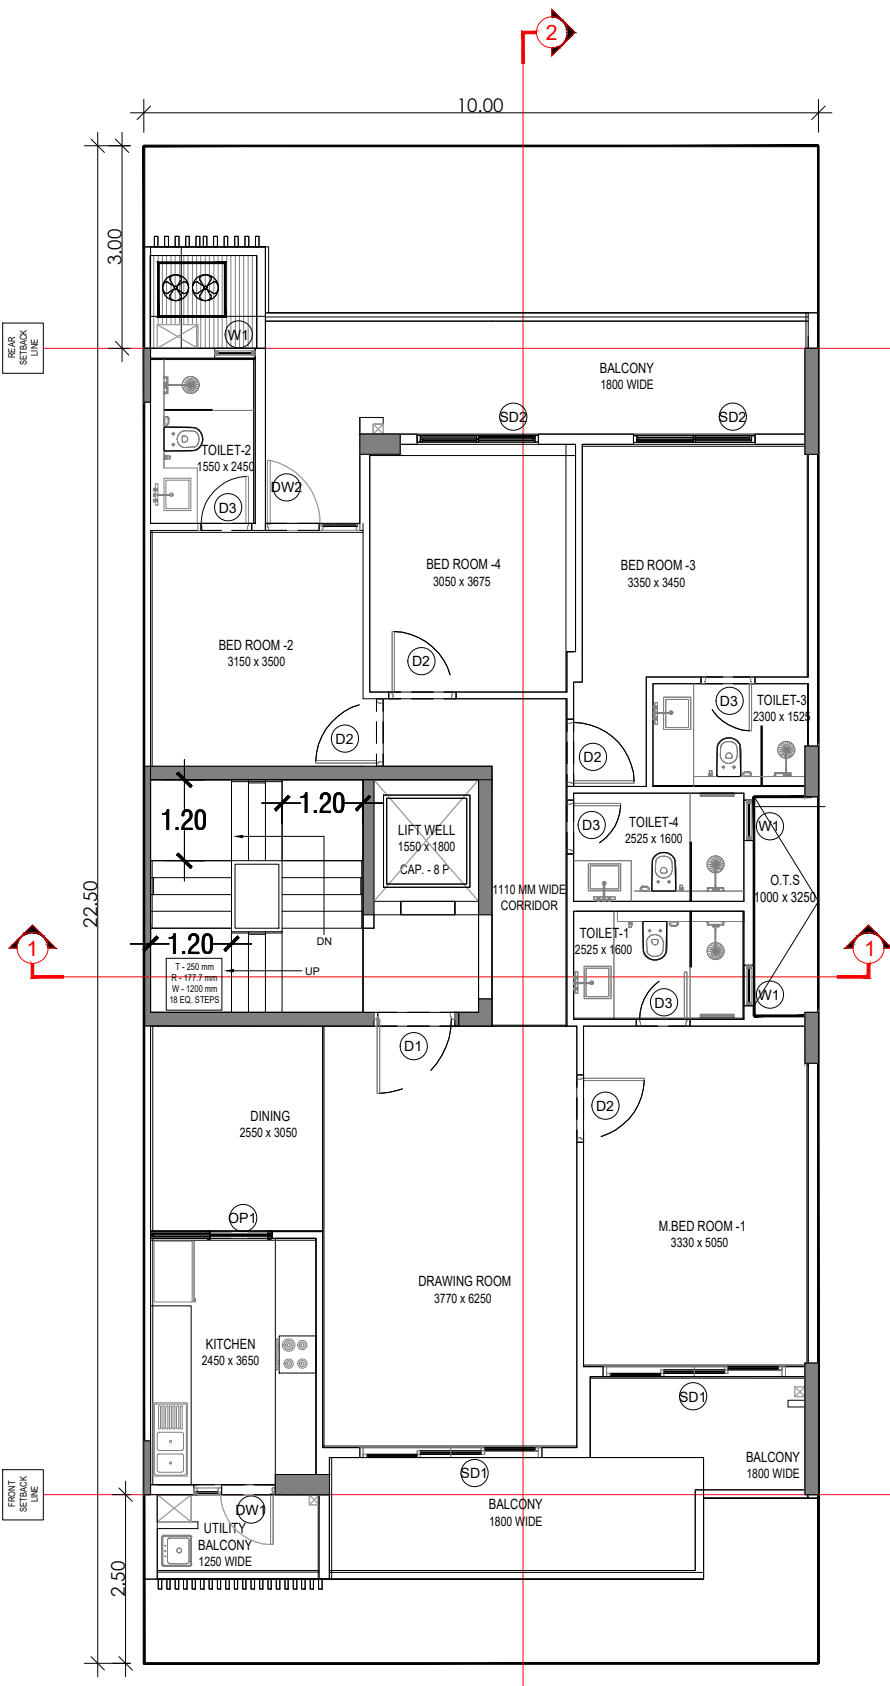 2
10.00
3.00
REAR
SETBACK
LINE
W1
BALCONY
1800 WIDE
SD2
SD2
TOILET-2
1550 x 2450
DW2
D3
BED ROOM -4
3050 x 3675
BED ROOM -3
3350 x 3450
BED ROOM -2
3150 x 3500
D2
D3
TOILET-3
2300 x 1525
D2
D2
1.20
1.20
LIFT WELL
1550 x 1800
CAP. - 8 P
D3
TOILET-4
2525 x 1600
W1
O.T.S
1000 x 3250
22.50
1110 MM WIDE
CORRIDOR
1
1.20
DN
UP
T - 250 mm
R - 177.7 mm
W - 1200 mm
18 EQ. STEPS
TOILET-1
2525 x 1600
1
W1
D3
D1
DINING
2550 x 3050
D2
OP1
M.BED ROOM -1
3330 x 5050
DRAWING ROOM
3770 x 6250
KITCHEN
2450 x 3650
SD1
BALCONY
1800 WIDE
SD1
FRONT
SETBACK
LINE
BALCONY
1800 WIDE
DW1
UTILITY
BALCONY
1250 WIDE
2.50